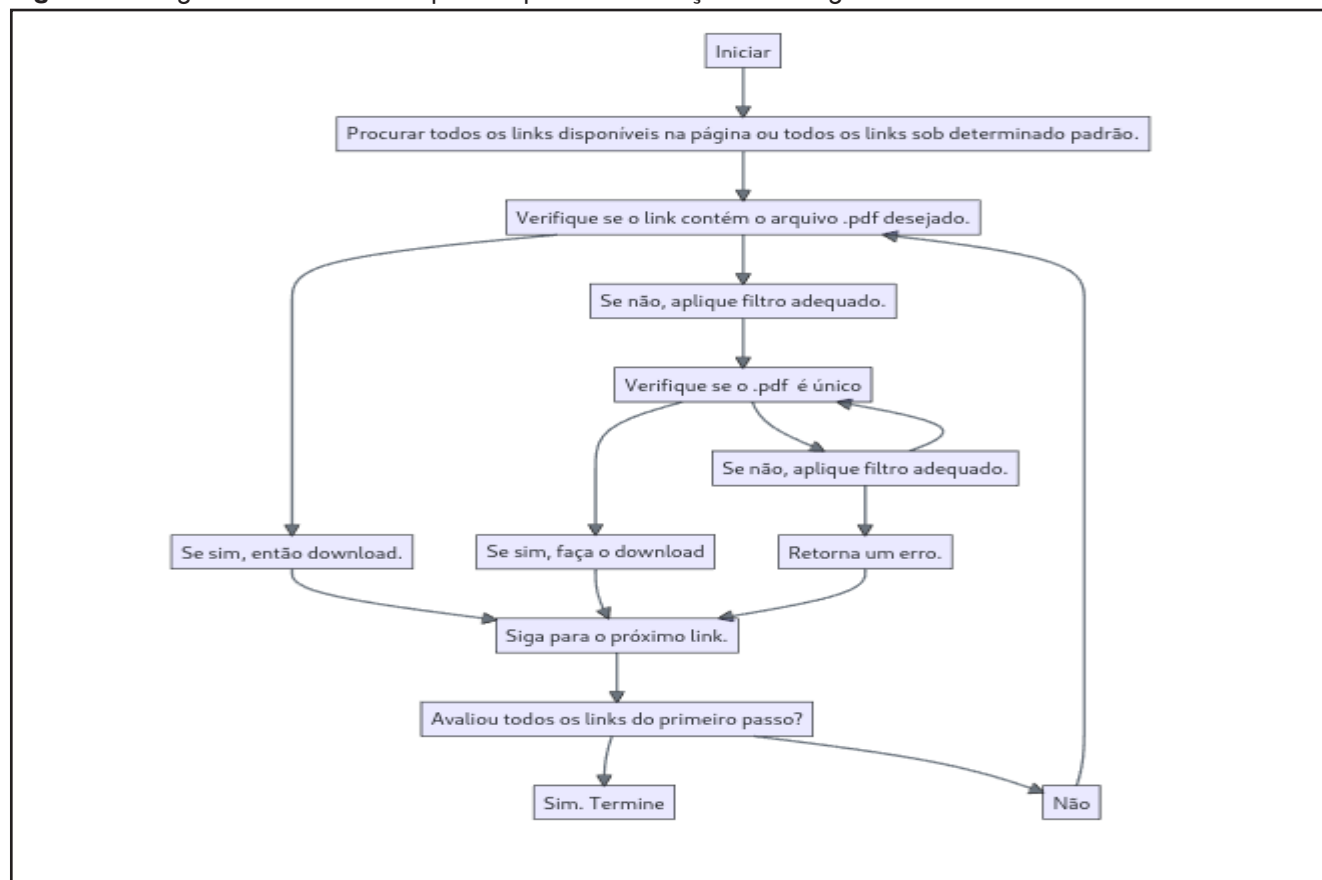 Iniciar
Procurar todos os links disponíveis na página ou todos os links sob determinado padrão.
Verifique se o link contém o arquivo .pdf desejado.
Se não, aplique filtro adequado.
Verifique se o .pdf é único
Se não, aplique filtro adequado.
Se sim, então download.
Se sim, faça o download
Retorna um erro.
Siga para o próximo link.
Avaliou todos os links do primeiro passo?
Sim. Termine
Não